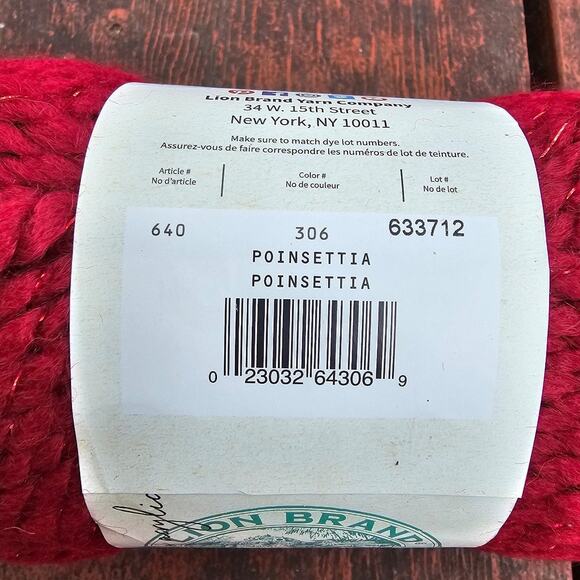 Lion Brand Yarn Company
34 W. 15th Street
New York, NY 10011
Make sure to match dye lot numbers.
Assurez-vous de faire correspondre les numéros de lot de teinture.
Article # Color # Lot #
No d'article No de couleur No de lot
640 306 633712
POINSETTIA
POINSETTIA
0 23032 64306 9
LION BRAND